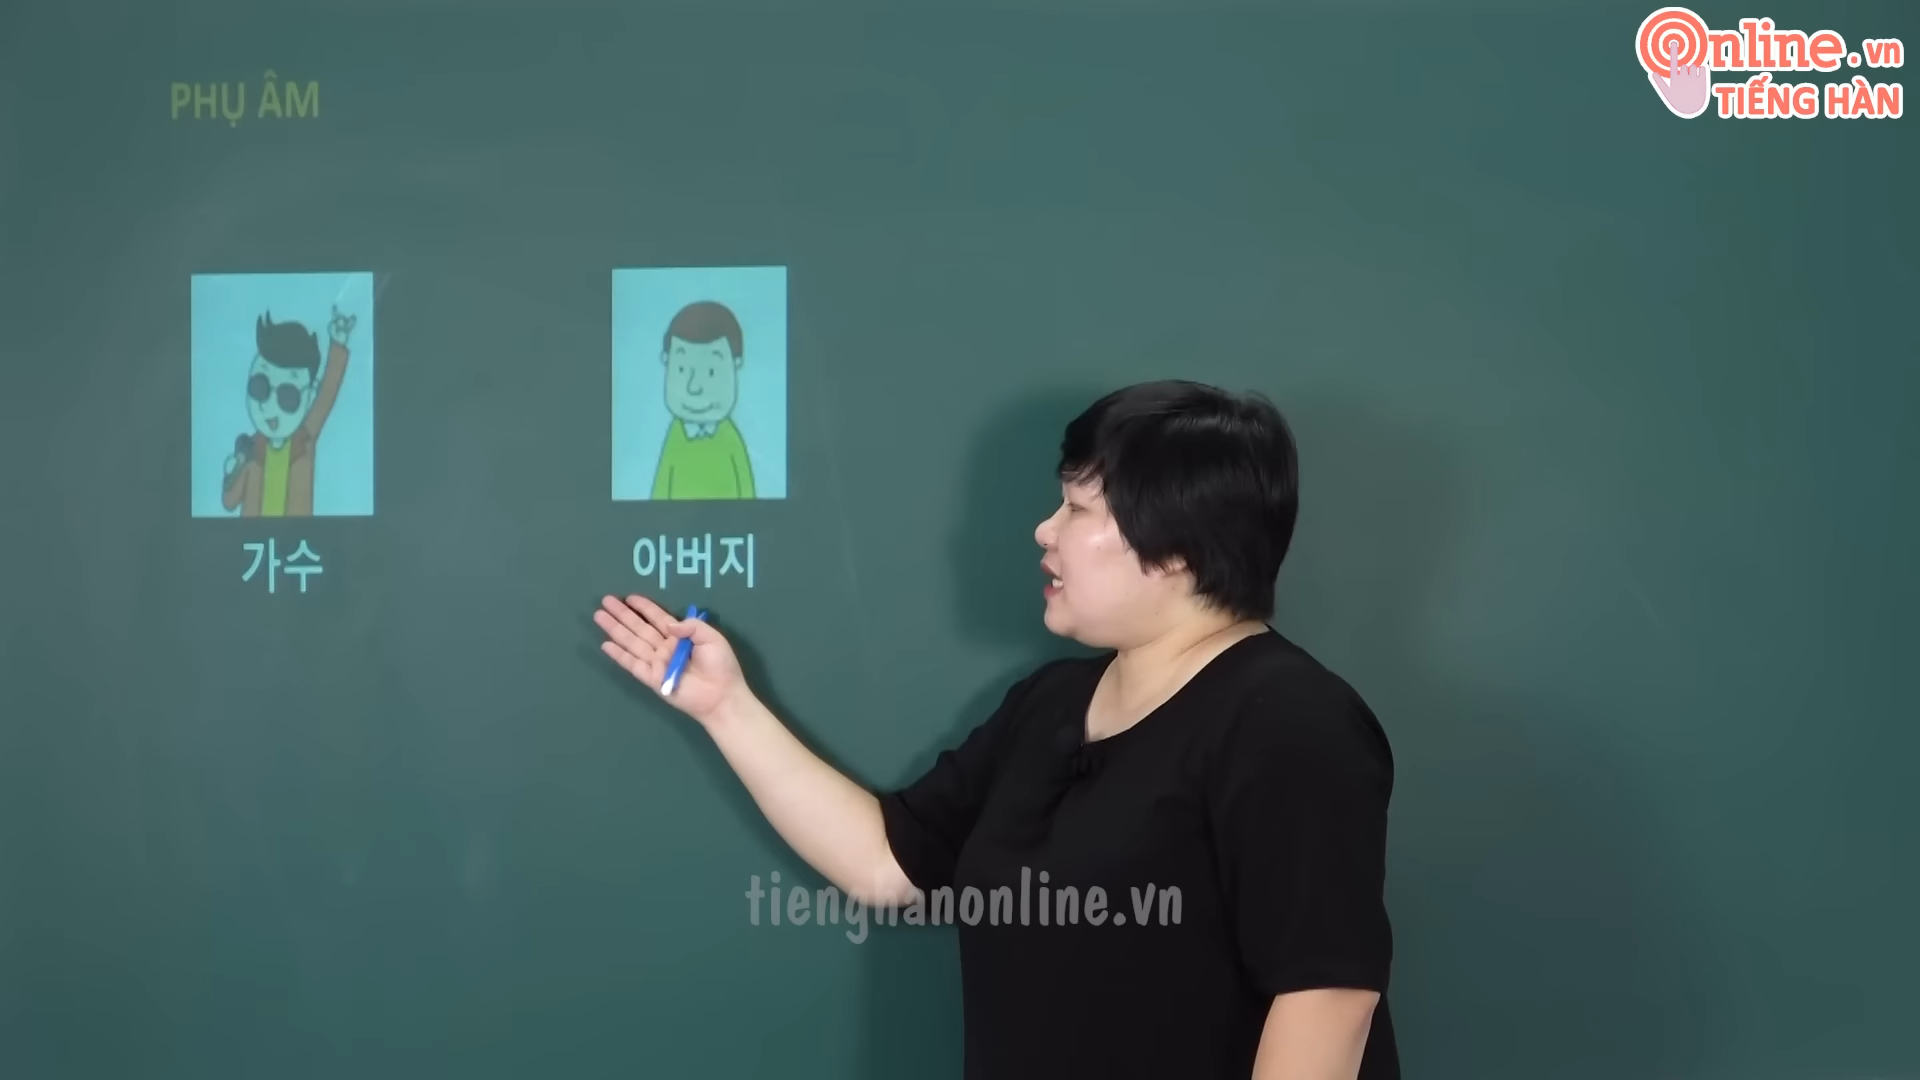 PHỤ ÂM
Online.vn
TIẾNG HÀN
가수
아버지
tienghanonline.vn